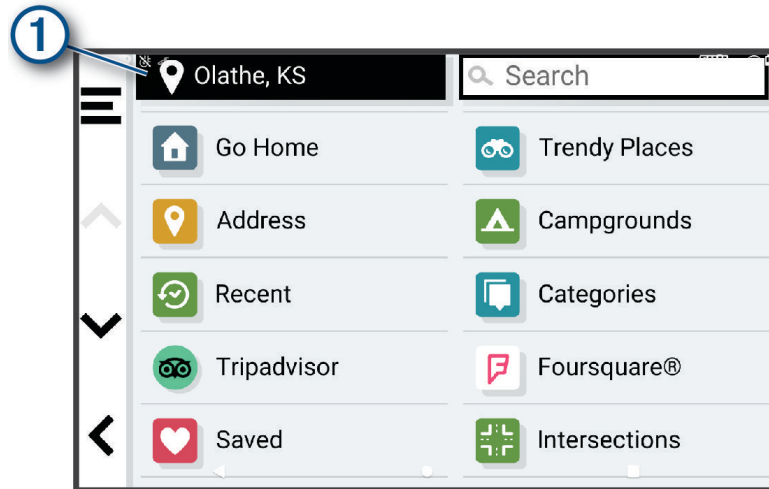 1
Olathe, KS
Search
Go Home
Trendy Places
Address
Campgrounds
Recent
Categories
Tripadvisor
Foursquare®
Saved
Intersections